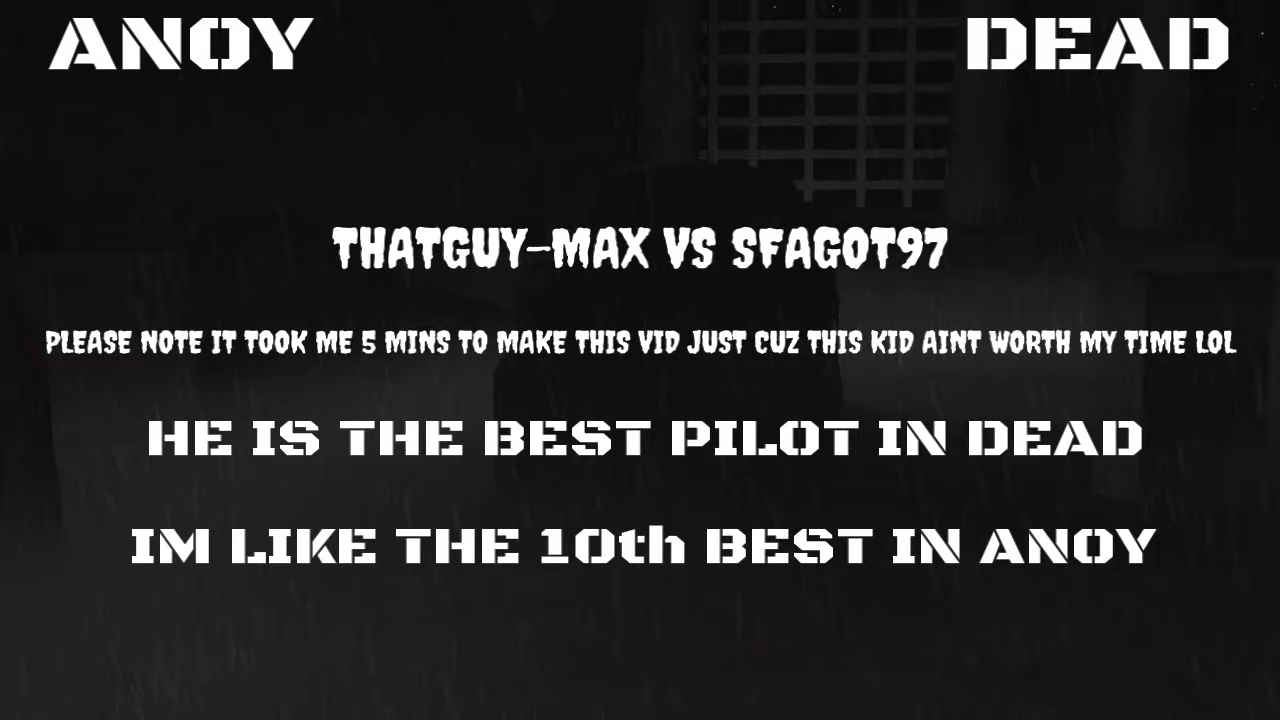 ANOY DEAD
THATGUY-MAX VS SFAGOT97
PLEASE NOTE IT TOOK ME 5 MINS TO MAKE THIS VID JUST CUZ THIS KID AINT WORTH MY TIME LOL
HE IS THE BEST PILOT IN DEAD
IM LIKE THE 10th BEST IN ANOY